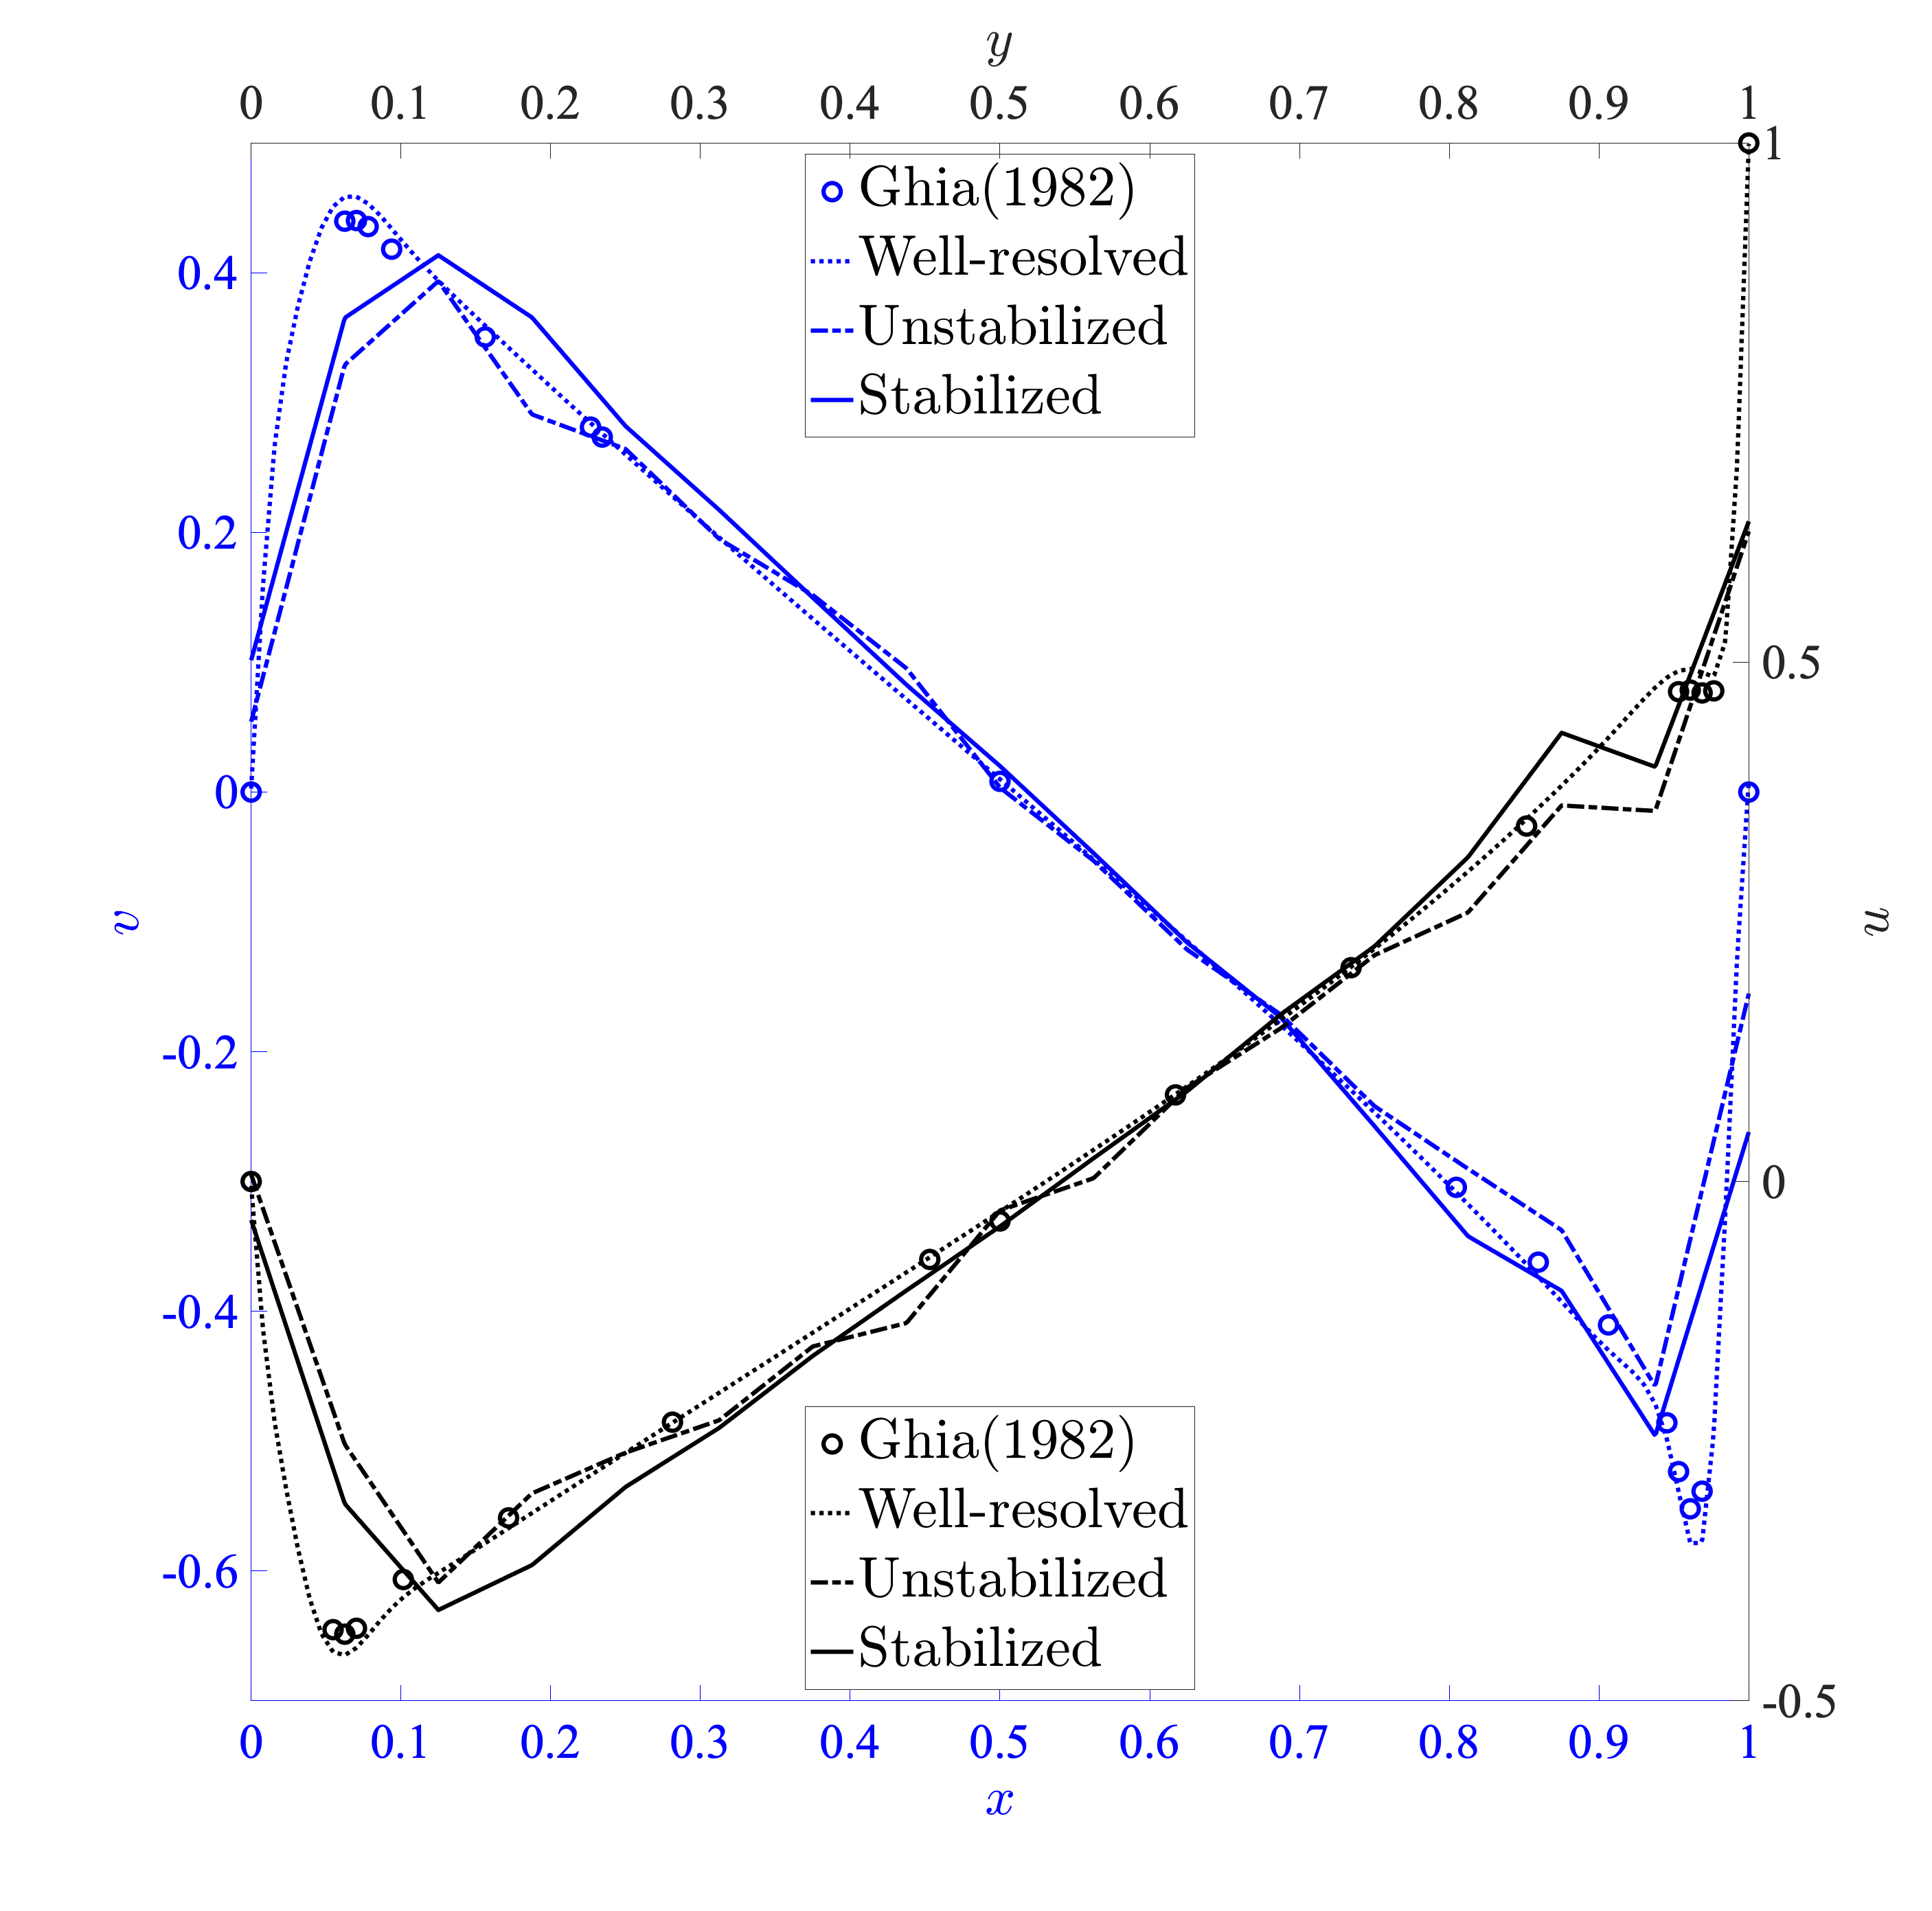 y
0 0.1 0.2 0.3 0.4 0.5 0.6 0.7 0.8 0.9 1
1
Ghia(1982)
Well-resolved
Unstabilized
Stabilized
0.4
0.2
0.5
0
v
u
-0.2
0
-0.4
Ghia(1982)
Well-resolved
Unstabilized
Stabilized
-0.6
-0.5
0 0.1 0.2 0.3 0.4 0.5 0.6 0.7 0.8 0.9 1
x